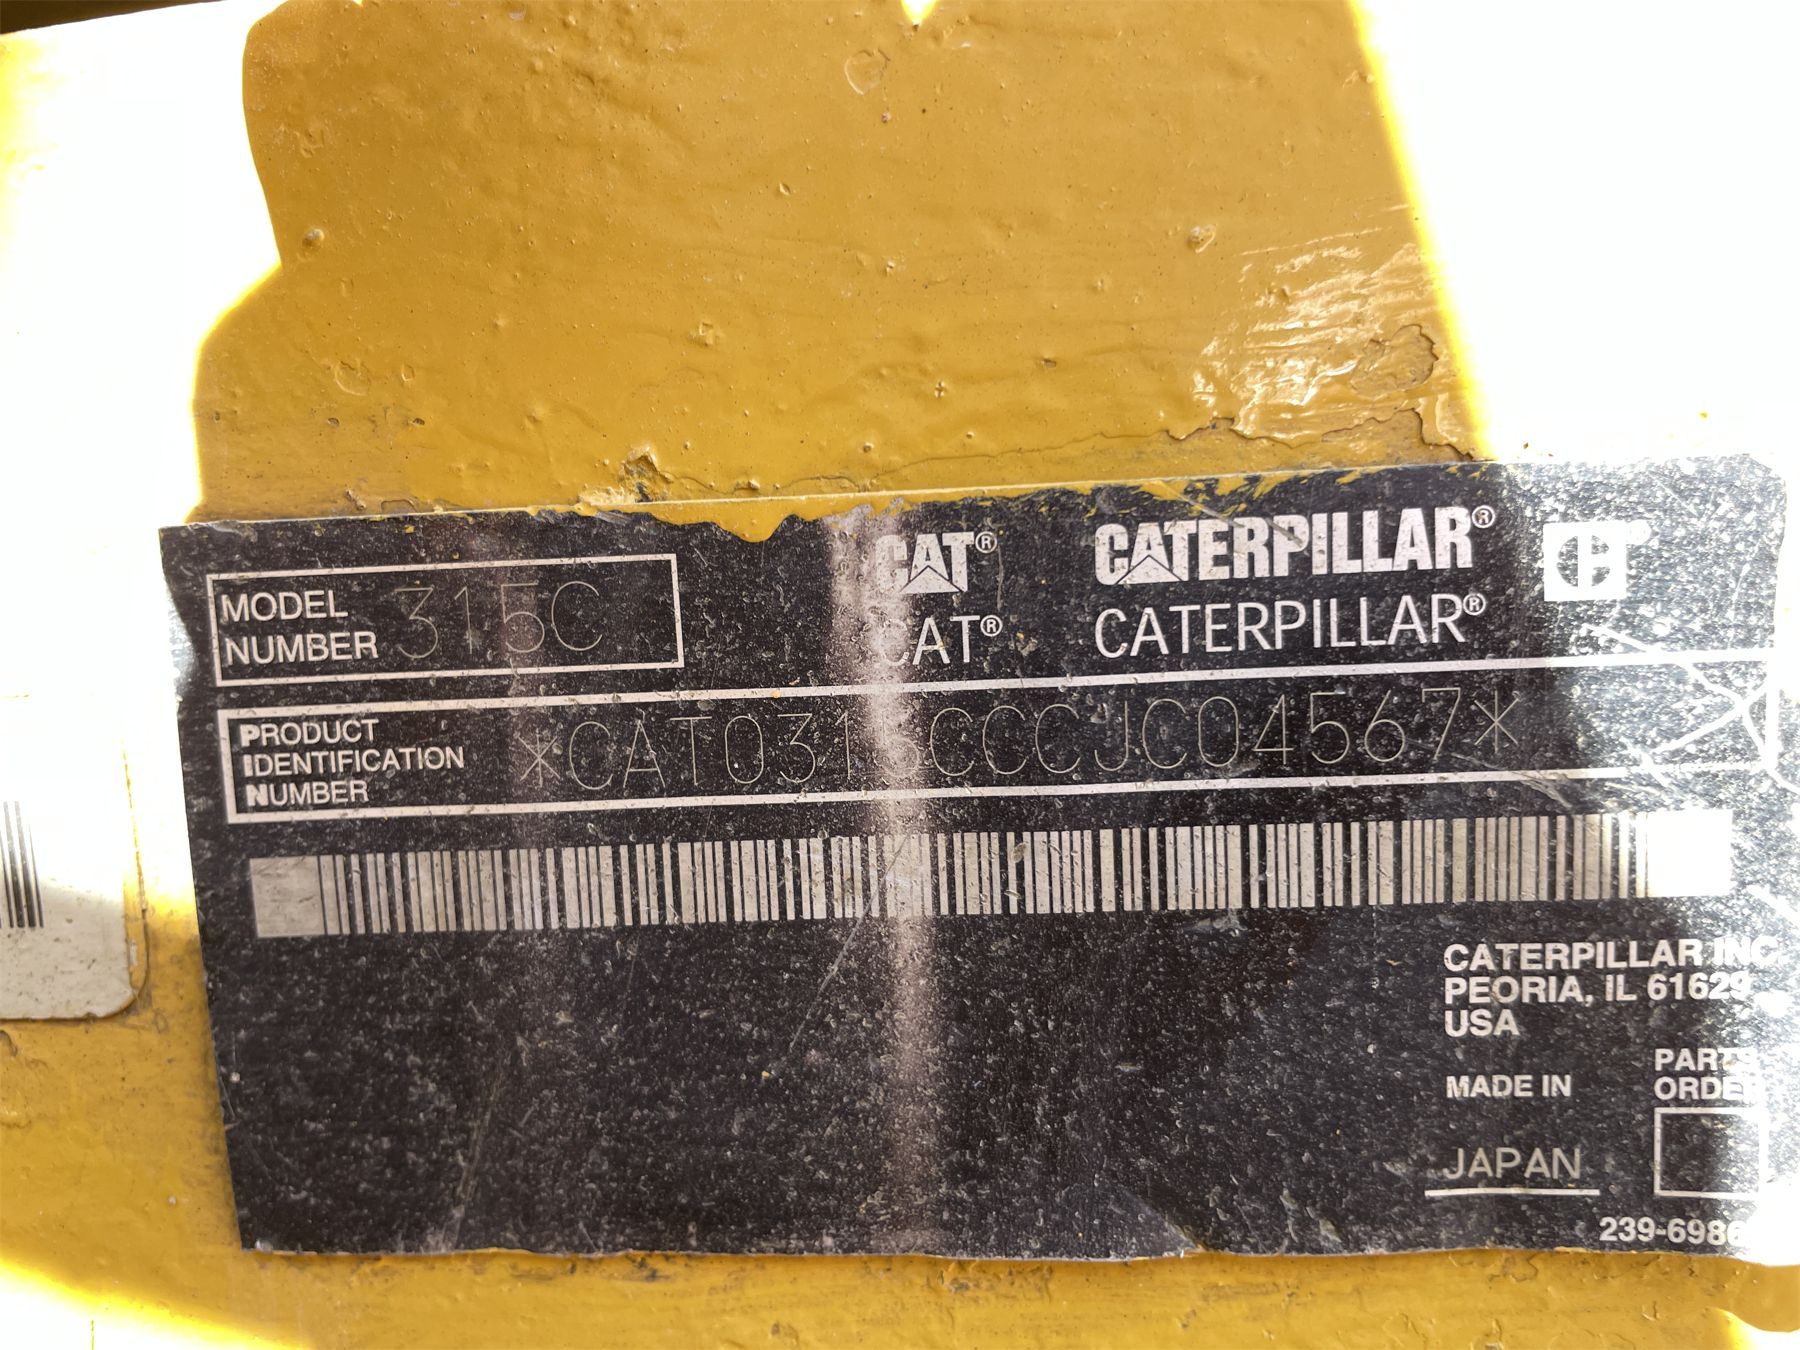 CAT® CATERPILLAR®
MODEL NUMBER 315C
CAT® CATERPILLAR®
PRODUCT IDENTIFICATION NUMBER *CAT0315CCCJC04567*
CATERPILLAR INC.
PEORIA, IL 61629
USA
MADE IN
JAPAN
PARTS
ORDER
239-6986